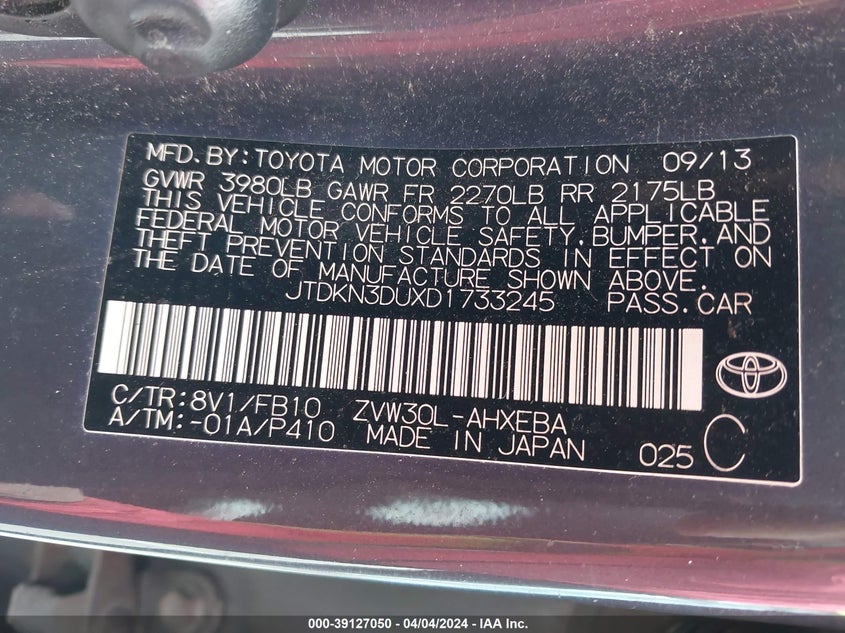 MFD.BY:TOYOTA MOTOR CORPORATION 09/13
GVWR 3980LB GAWR FR 2270LB RR 2175LB
THIS VEHICLE CONFORMS TO ALL APPLICABLE
FEDERAL MOTOR VEHICLE SAFETY,BUMPER,AND
THEFT PREVENTION STANDARDS IN EFFECT ON
THE DATE OF MANUFACTURE SHOWN ABOVE.
JTDKN3DUXD1733245 PASS.CAR
C/TR:8V1/FB10 ZVW30L-AHXEBA
A/TM:-01A/P410 MADE IN JAPAN 025 C
000-39127050 - 04/04/2024 - IAA Inc.